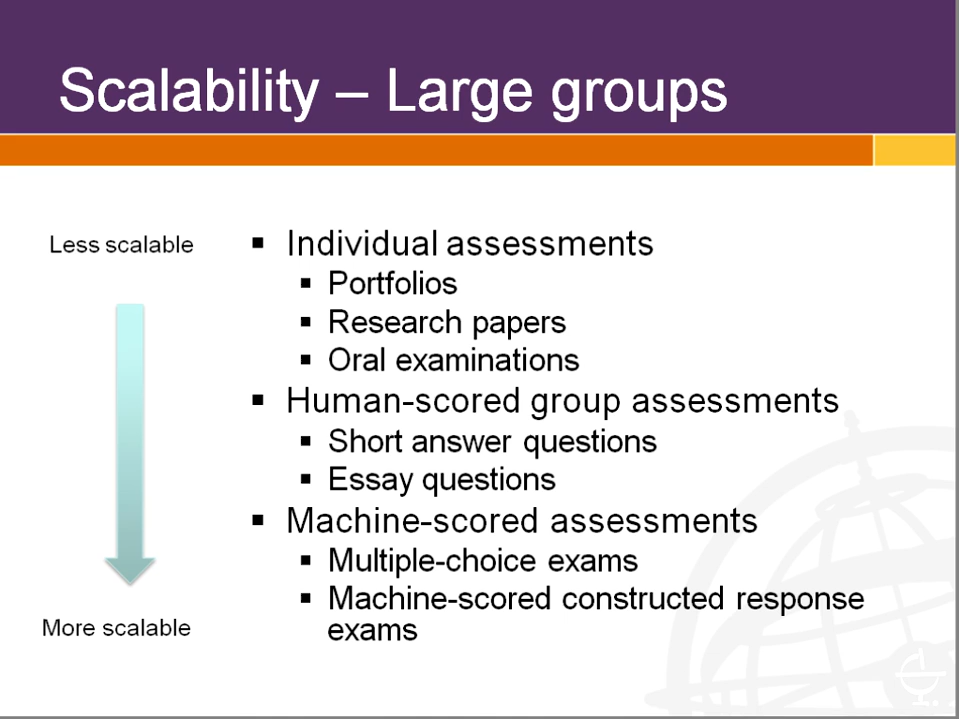 Scalability – Large groups
Less scalable
▪ Individual assessments
▪ Portfolios
▪ Research papers
▪ Oral examinations
▪ Human-scored group assessments
▪ Short answer questions
▪ Essay questions
▪ Machine-scored assessments
▪ Multiple-choice exams
▪ Machine-scored constructed response
exams
More scalable